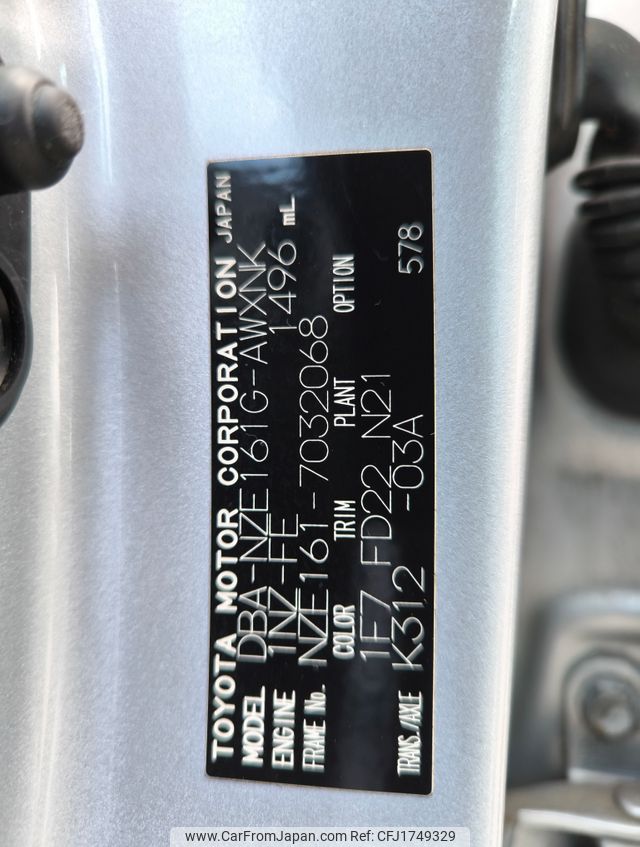 TOYOTA MOTOR CORPORATION JAPAN
MODEL DBA-NZE161G-AWXNK
ENGINE 1NZ-FE 1496 mL
FRAME No. NZE161-7032068
COLOR TRIM PLANT OPTION
1F7 FD22 N21
TRANS./AXLE K312 -03A 578
www.CarFromJapan.com Ref: CFJ1749329